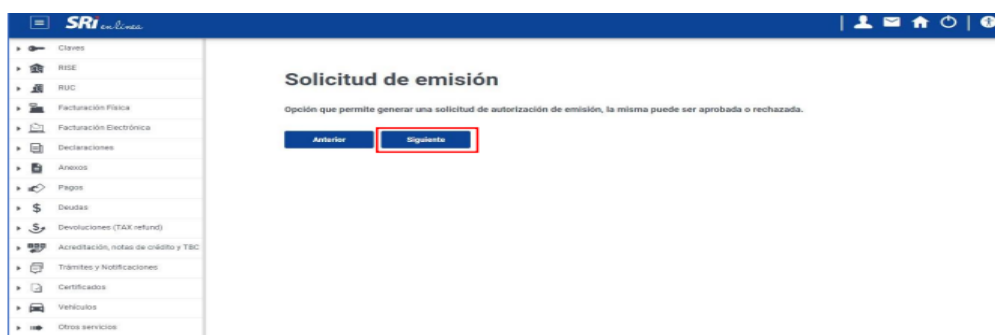 SRi en línea
Claves
RISE
RUC
Facturación Física
Facturación Electrónica
Declaraciones
Anexos
Pagos
Deudas
Devoluciones (TAX refund)
Acreditación, notas de crédito y TBC
Trámites y Notificaciones
Certificados
Vehículos
Otros servicios
Solicitud de emisión
Opción que permite generar una solicitud de autorización de emisión, la misma puede ser aprobada o rechazada.
Anterior
Siguiente